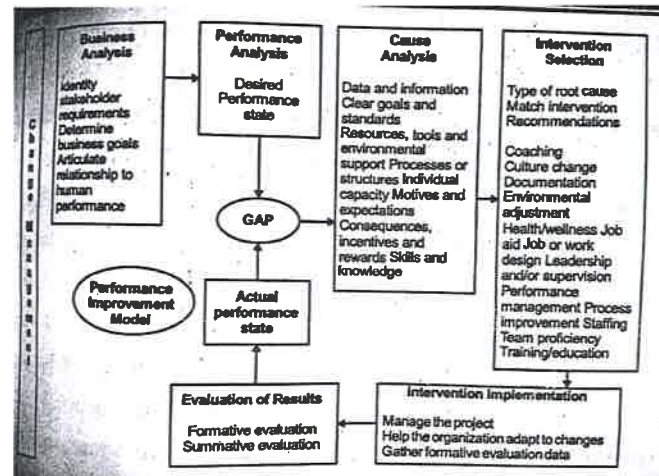 Change Management
Business
Analysis
Identity
stakeholder
requirements
Determine
business goals
Articulate
relationship to
human
performance
Performance
Analysis
Desired
Performance
state
GAP
Performance
Improvement
Model
Actual
performance
state
Cause
Analysis
Data and information
Clear goals and
standards
Resources, tools and
environmental
support Processes or
structures Individual
capacity Motives and
expectations
Consequences,
incentives and
rewards Skills and
knowledge
Intervention
Selection
Type of root cause
Match intervention
Recommendations
Coaching
Culture change
Documentation
Environmental
adjustment
Health/wellness Job
aid Job or work
design Leadership
and/or supervision
Performance
management Process
improvement Staffing
Team proficiency
Training/education
Intervention Implementation
Manage the project
Help the organization adapt to changes
Gather formative evaluation data
Evaluation of Results
Formative evaluation
Summative evaluation